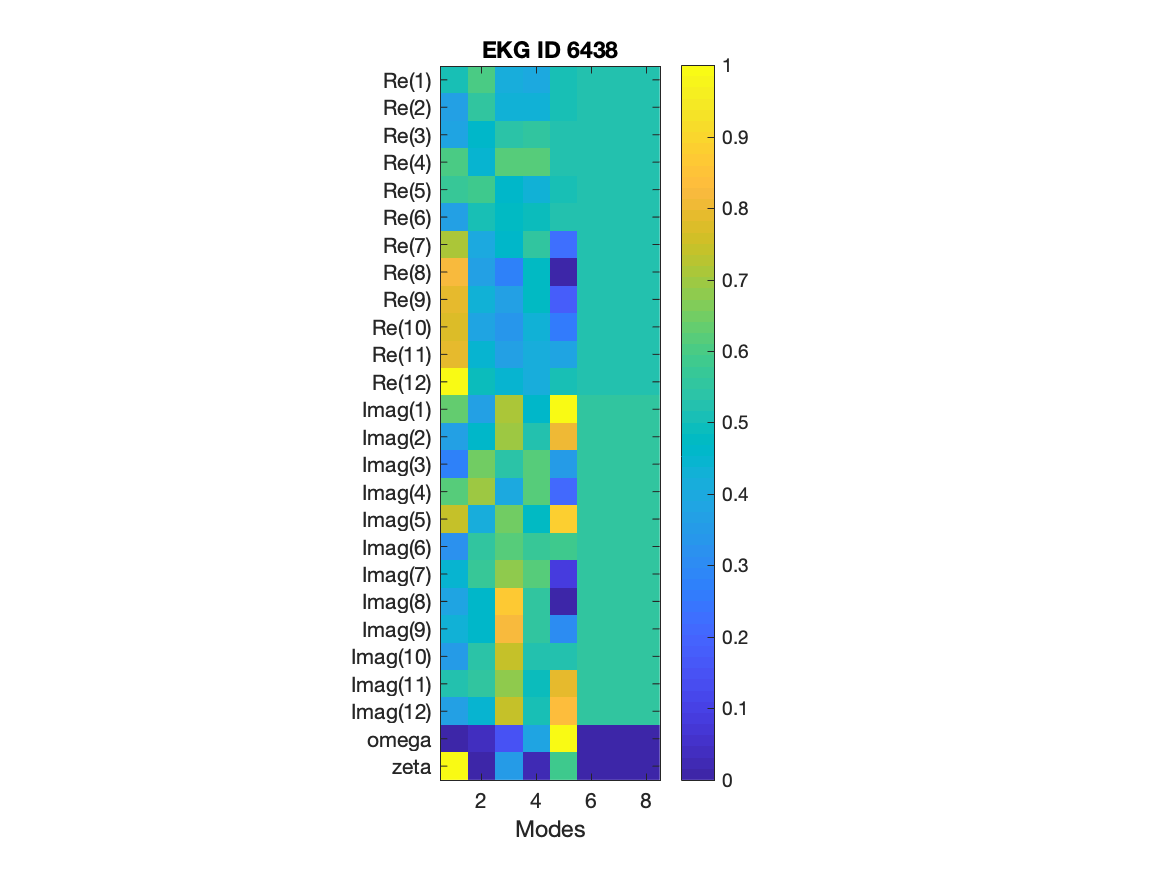 EKG ID 6438
Re(1)
Re(2)
Re(3)
Re(4)
Re(5)
Re(6)
Re(7)
Re(8)
Re(9)
Re(10)
Re(11)
Re(12)
Imag(1)
Imag(2)
Imag(3)
Imag(4)
Imag(5)
Imag(6)
Imag(7)
Imag(8)
Imag(9)
Imag(10)
Imag(11)
Imag(12)
omega
zeta
2 4 6 8
Modes
1
0.9
0.8
0.7
0.6
0.5
0.4
0.3
0.2
0.1
0